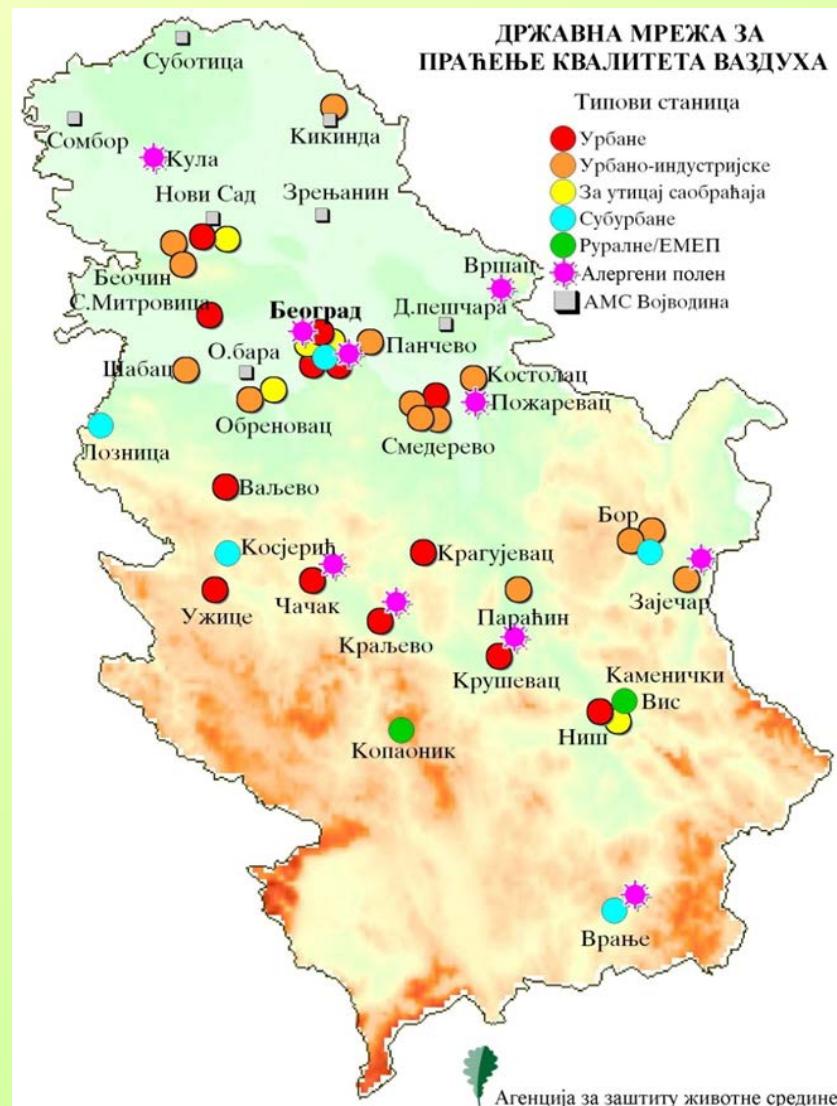 ДРЖАВНА МРЕЖА ЗА
ПРАЋЕЊЕ КВАЛИТЕТА ВАЗДУХА
Типови станица
Урбане
Урбано-индустријске
За утицај саобраћаја
Субурбане
Руралне/ЕМЕП
Алергени полен
АМС Војводина
Суботица
Сомбор
Кикинда
Кула
Нови Сад
Зрењанин
Беочин
Вршац
С.Митровица
Београд
Д.пешчара
Панчево
Шабац
О.бара
Костолац
Обреновац
Пожаревац
Смедерево
Лозница
Ваљево
Бор
Косјерић
Крагујевац
Ужице
Чачак
Параћин
Зајечар
Краљево
Крушевац
Каменички
Вис
Ниш
Копаоник
Врање
Агенција за заштиту животне средине